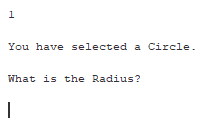 1
You have selected a Circle.
What is the Radius?